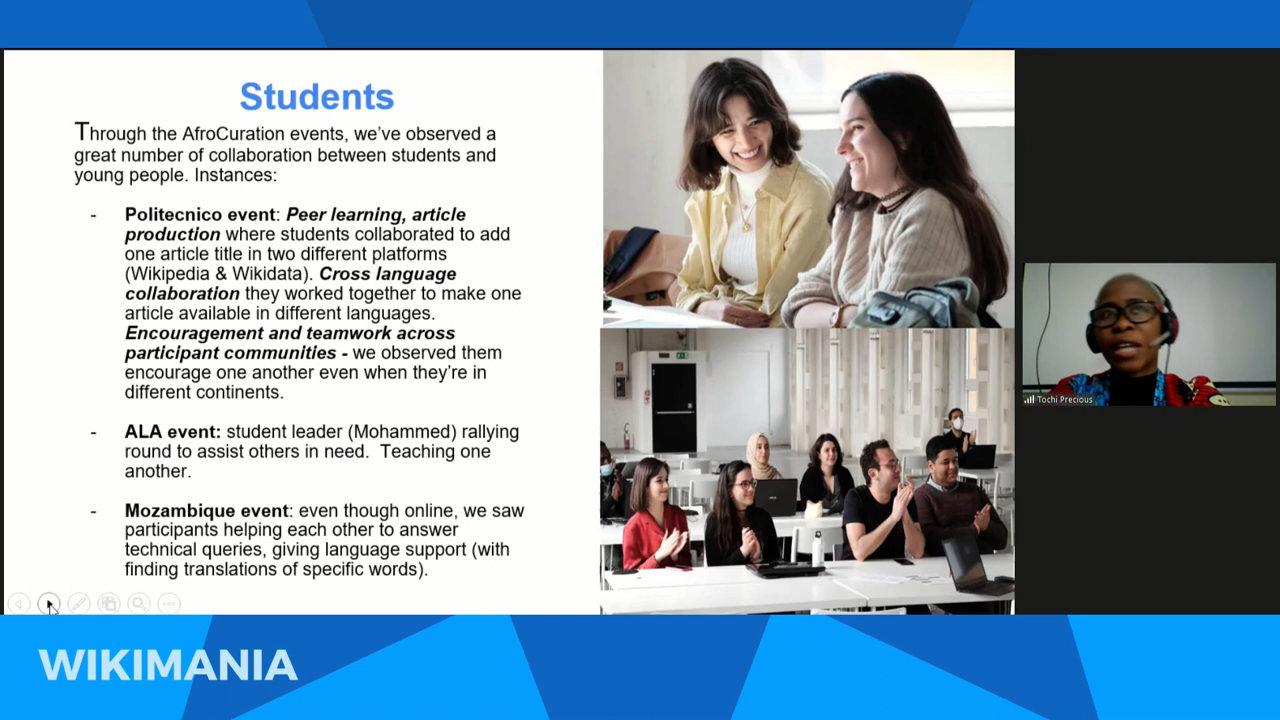 Students
Through the AfroCuration events, we've observed a
great number of collaboration between students and
young people. Instances:
- Politecnico event: Peer learning, article
production where students collaborated to add
one article title in two different platforms
(Wikipedia & Wikidata). Cross language
collaboration they worked together to make one
article available in different languages.
Encouragement and teamwork across
participant communities - we observed them
encourage one another even when they're in
different continents.
- ALA event: student leader (Mohammed) rallying
round to assist others in need. Teaching one
another.
- Mozambique event: even though online, we saw
participants helping each other to answer
technical queries, giving language support (with
finding translations of specific words).
Tochi Precious
WIKIMANIA